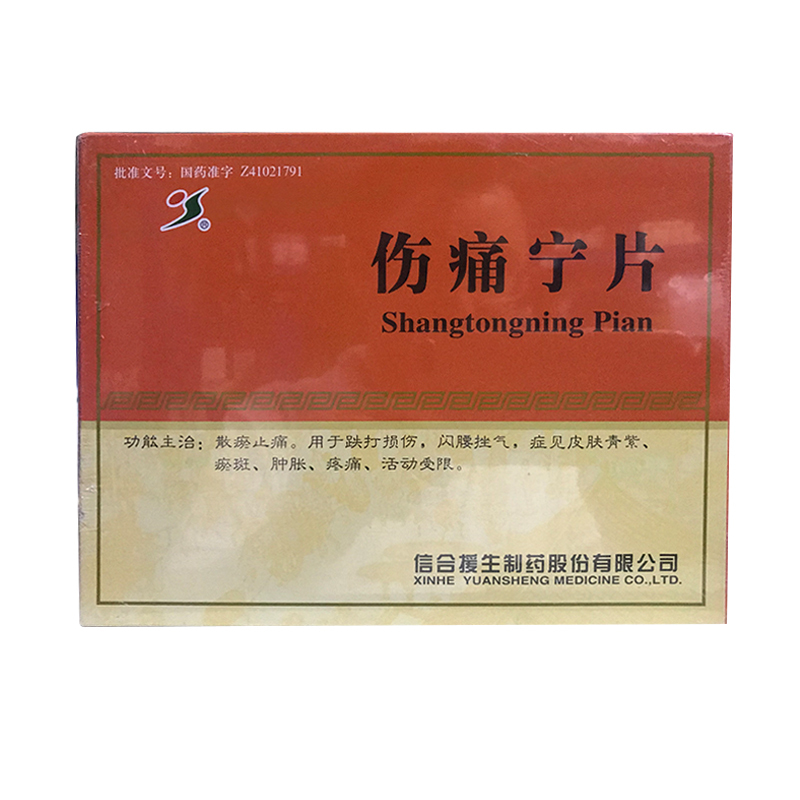 批准文号：国药准字 Z41021791
®
伤痛宁片
Shangtongning Pian
功能主治：散瘀止痛。用于跌打损伤，闪腰挫气，症见皮肤青紫、
瘀斑、肿胀、疼痛、活动受限。
信合援生制药股份有限公司
XINHE YUANSHENG MEDICINE CO.,LTD.